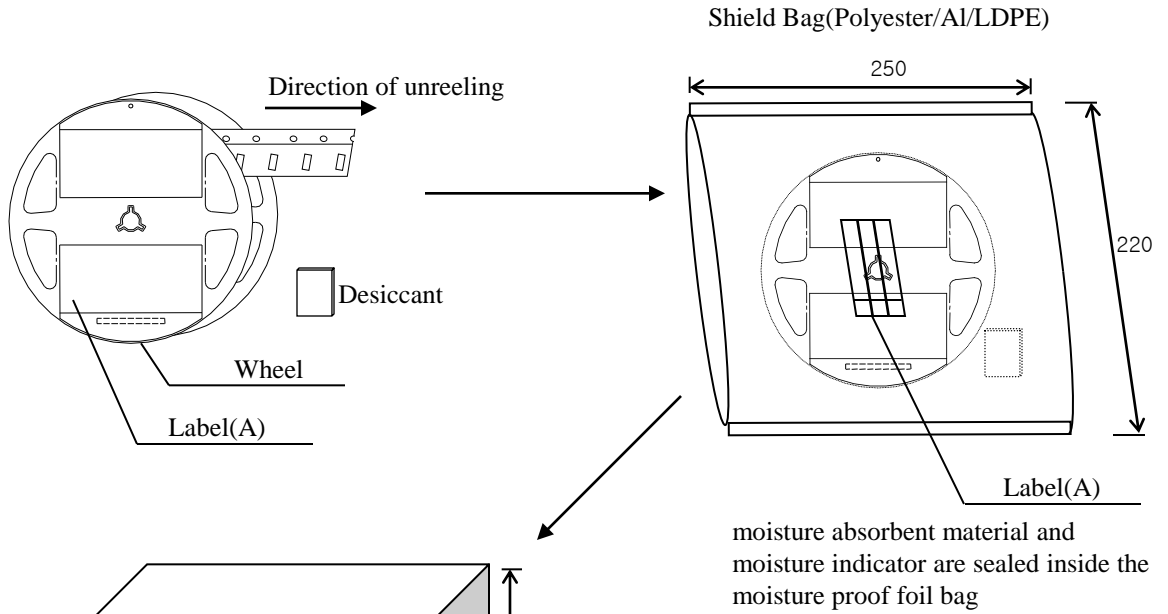 Shield Bag(Polyester/Al/LDPE)
250
Direction of unreeling
220
Desiccant
Wheel
Label(A)
Label(A)
moisture absorbent material and
moisture indicator are sealed inside the
moisture proof foil bag